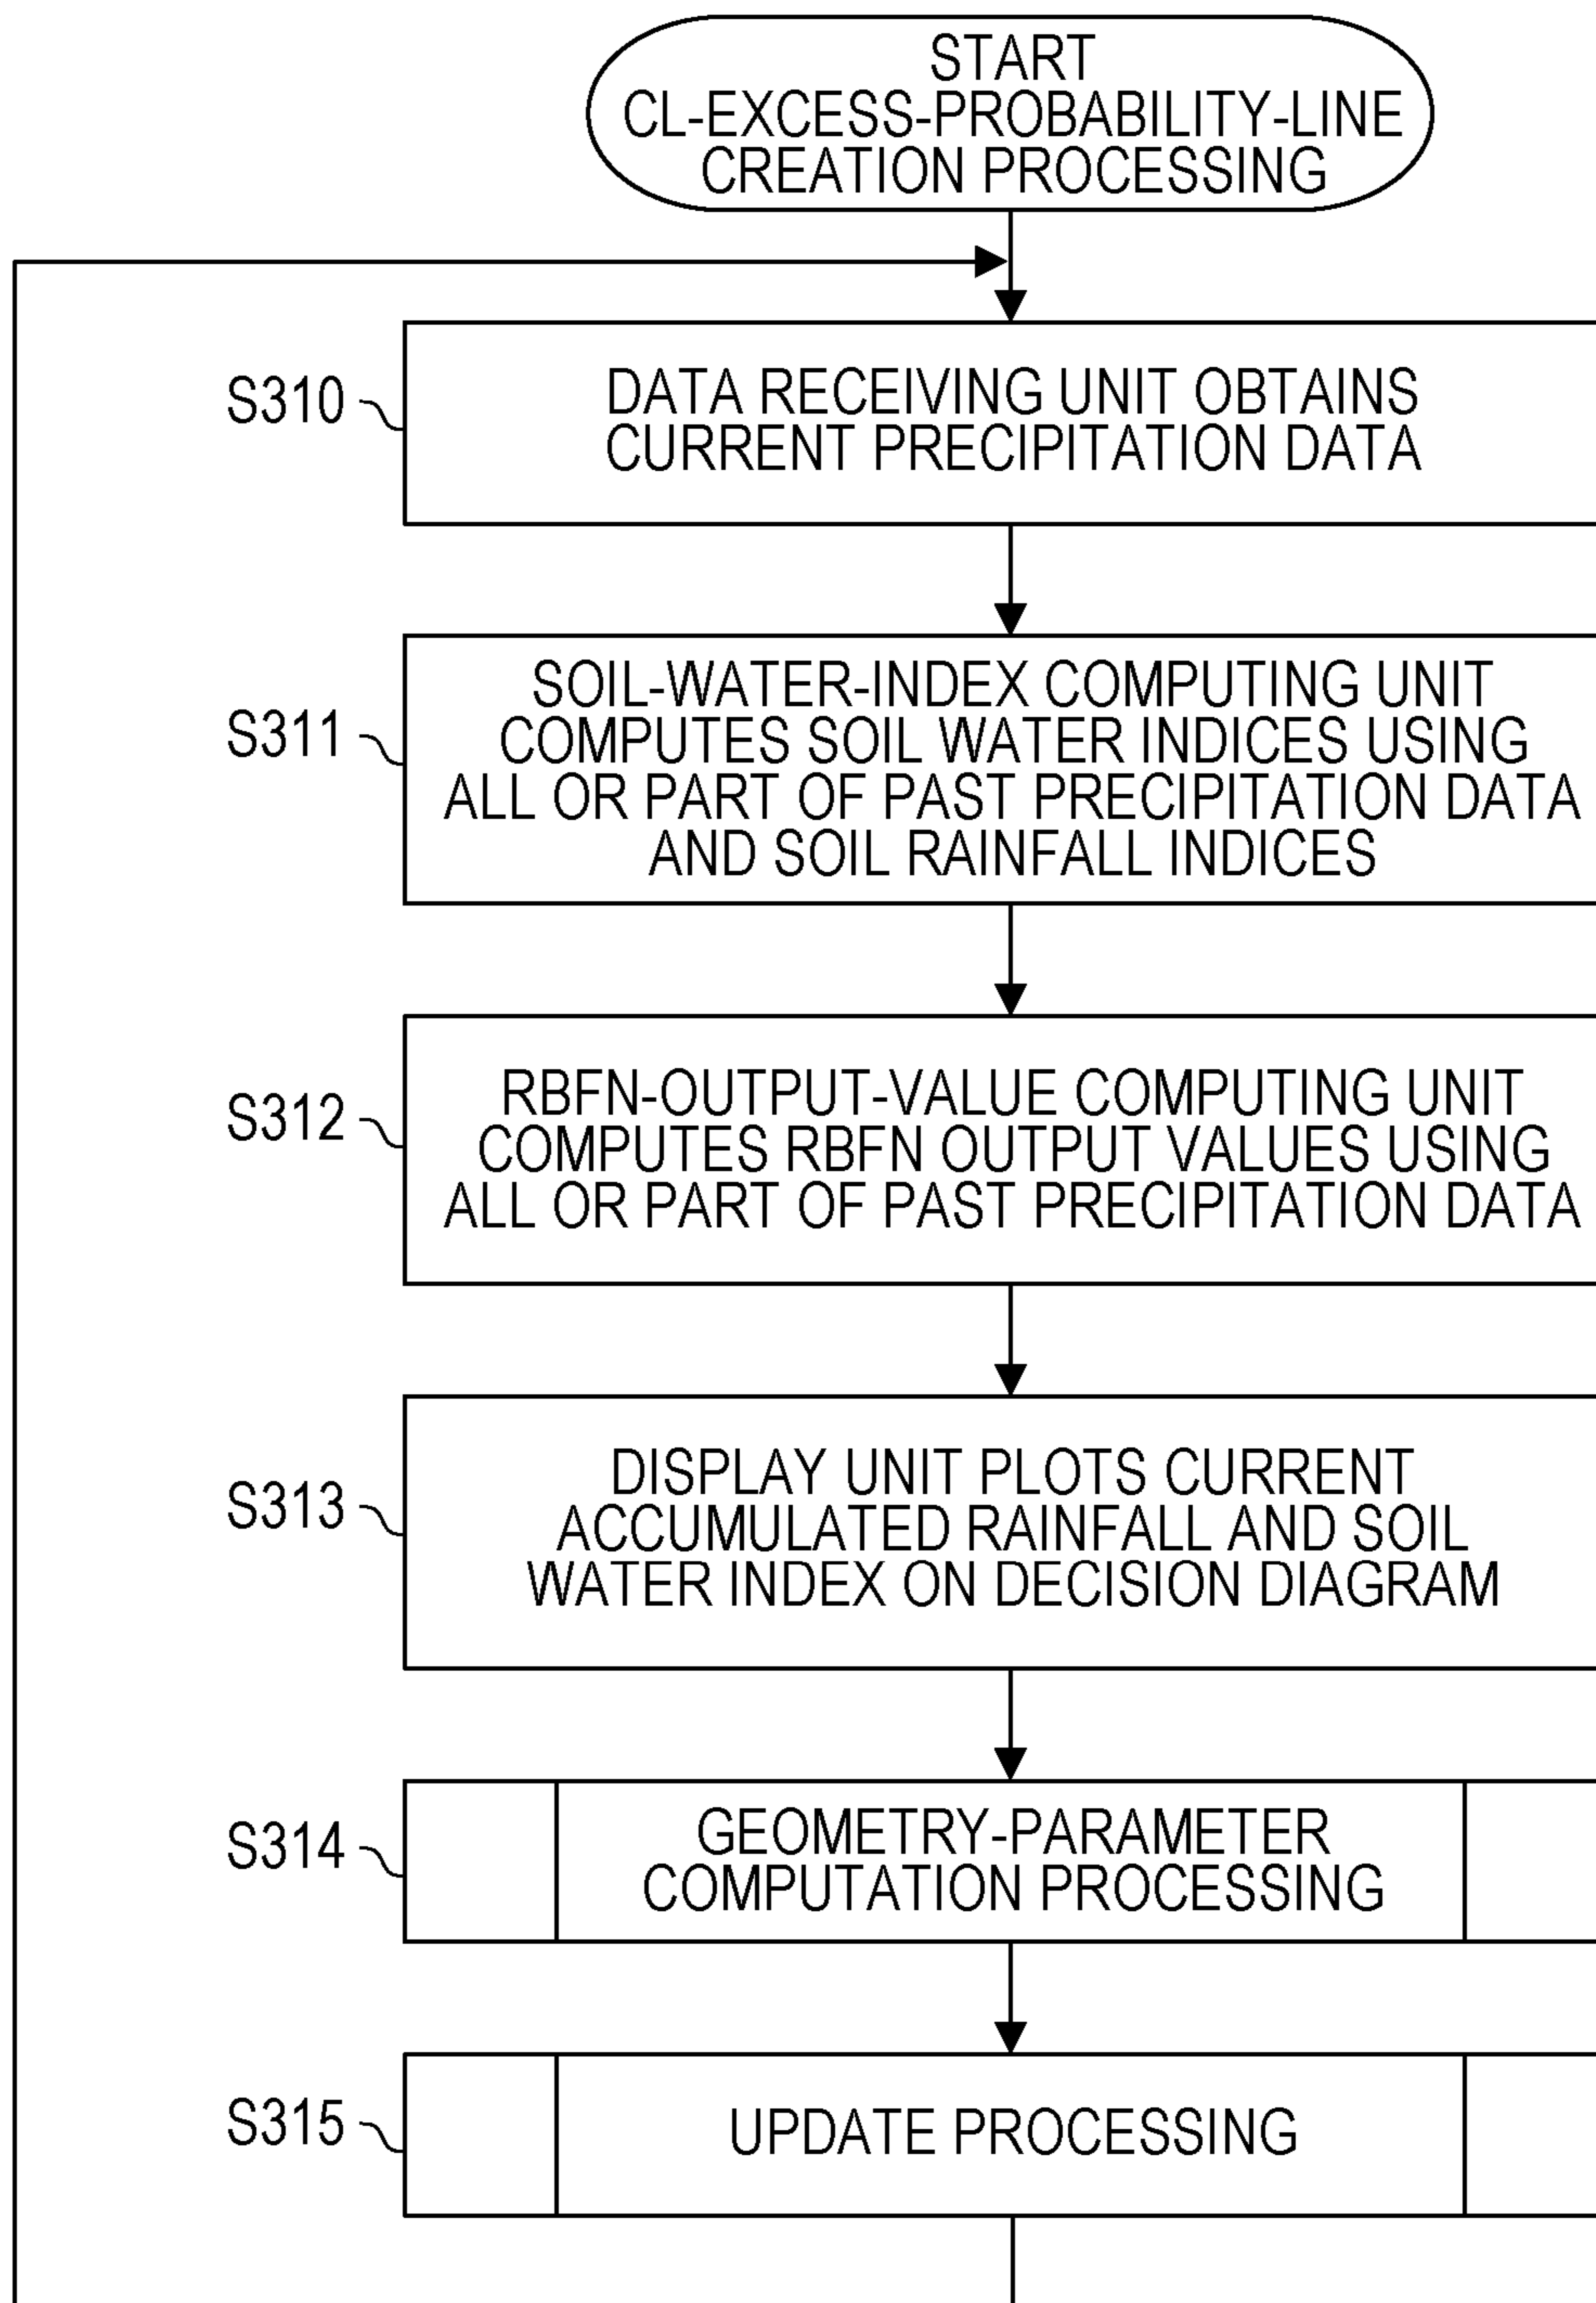 START
CL-EXCESS-PROBABILITY-LINE
CREATION PROCESSING
S310
DATA RECEIVING UNIT OBTAINS
CURRENT PRECIPITATION DATA
S311
SOIL-WATER-INDEX COMPUTING UNIT
COMPUTES SOIL WATER INDICES USING
ALL OR PART OF PAST PRECIPITATION DATA
AND SOIL RAINFALL INDICES
S312
RBFN-OUTPUT-VALUE COMPUTING UNIT
COMPUTES RBFN OUTPUT VALUES USING
ALL OR PART OF PAST PRECIPITATION DATA
S313
DISPLAY UNIT PLOTS CURRENT
ACCUMULATED RAINFALL AND SOIL
WATER INDEX ON DECISION DIAGRAM
S314
GEOMETRY-PARAMETER
COMPUTATION PROCESSING
S315
UPDATE PROCESSING